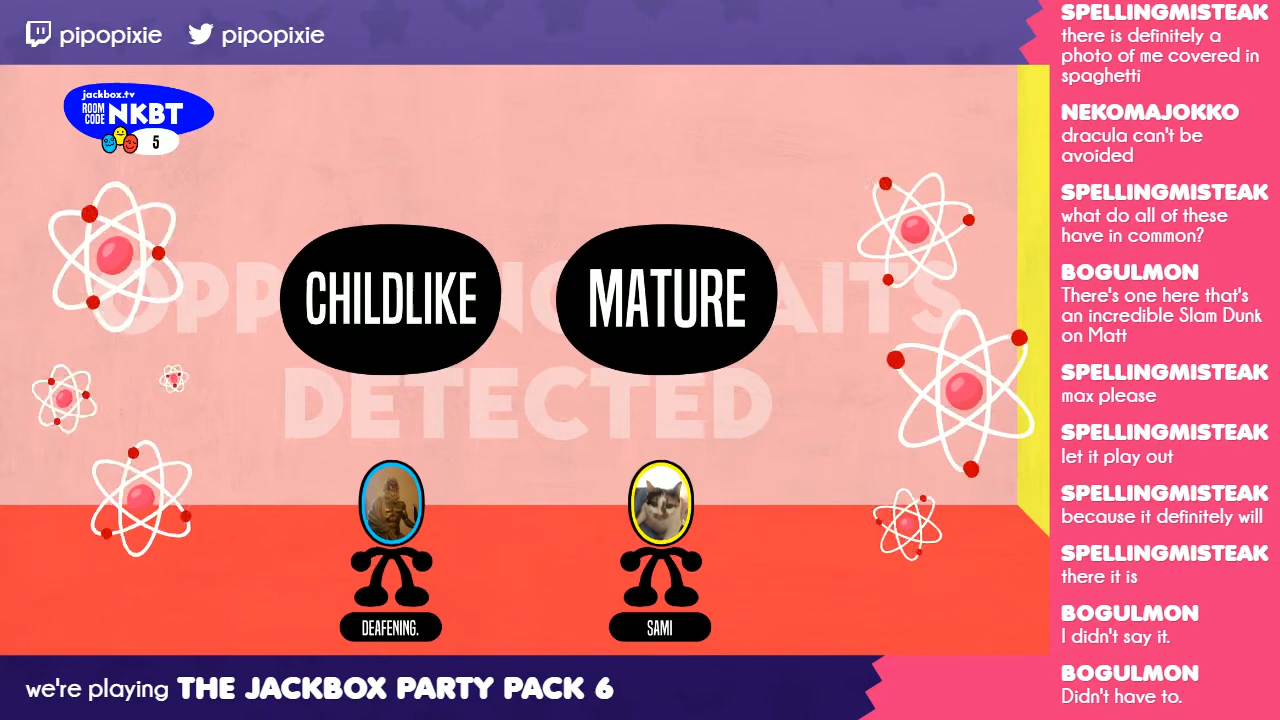 pipopixie pipopixie
jackbox.tv
ROOM CODE NKBT
5
CHILDLIKE MATURE
DETECTED
DEAFENING. SAMI
we're playing THE JACKBOX PARTY PACK 6
SPELLINGMISTEAK
there is definitely a
photo of me covered in
spaghetti
NEKOMAJOKKO
dracula can't be
avoided
SPELLINGMISTEAK
what do all of these
have in common?
BOGULMON
There's one here that's
an incredible Slam Dunk
on Matt
SPELLINGMISTEAK
max please
SPELLINGMISTEAK
let it play out
SPELLINGMISTEAK
because it definitely will
SPELLINGMISTEAK
there it is
BOGULMON
I didn't say it.
BOGULMON
Didn't have to.